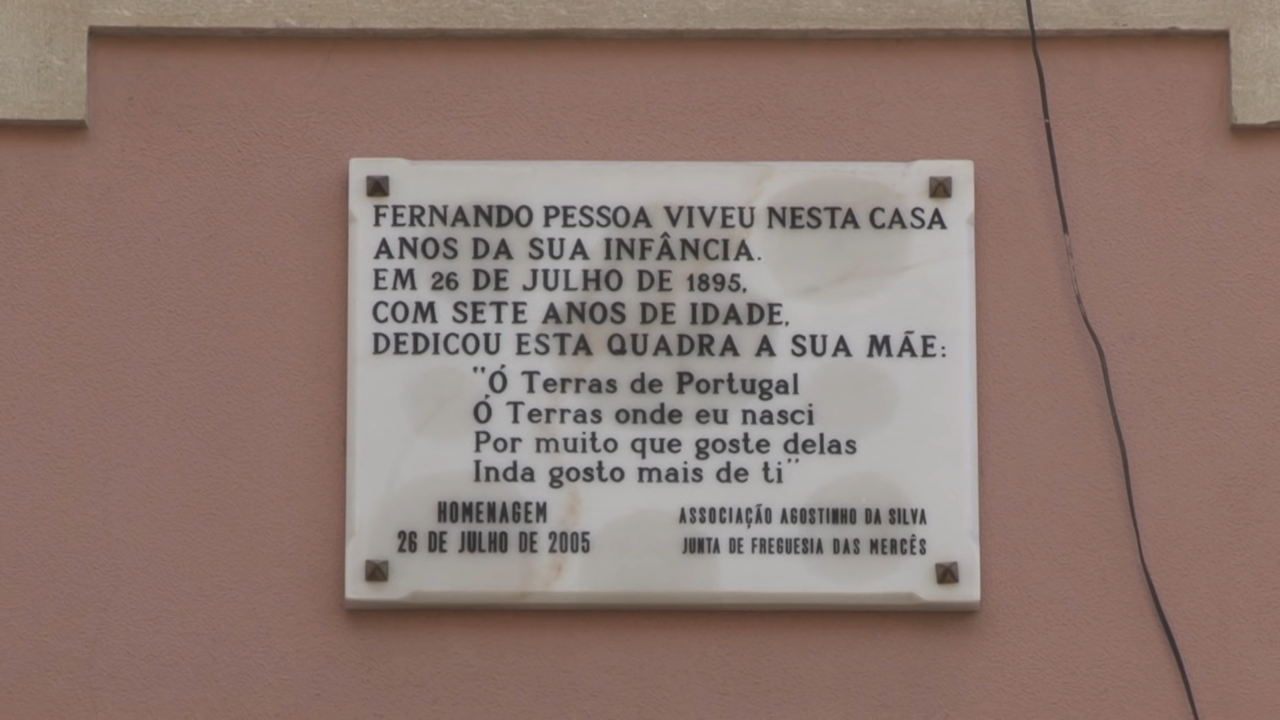 FERNANDO PESSOA VIVEU NESTA CASA
ANOS DA SUA INFÂNCIA.
EM 26 DE JULHO DE 1895,
COM SETE ANOS DE IDADE,
DEDICOU ESTA QUADRA A SUA MÃE:
"Ó Terras de Portugal
Ó Terras onde eu nasci
Por muito que goste delas
Inda gosto mais de ti"
HOMENAGEM
26 DE JULHO DE 2005
ASSOCIAÇÃO AGOSTINHO DA SILVA
JUNTA DE FREGUESIA DAS MERCÊS